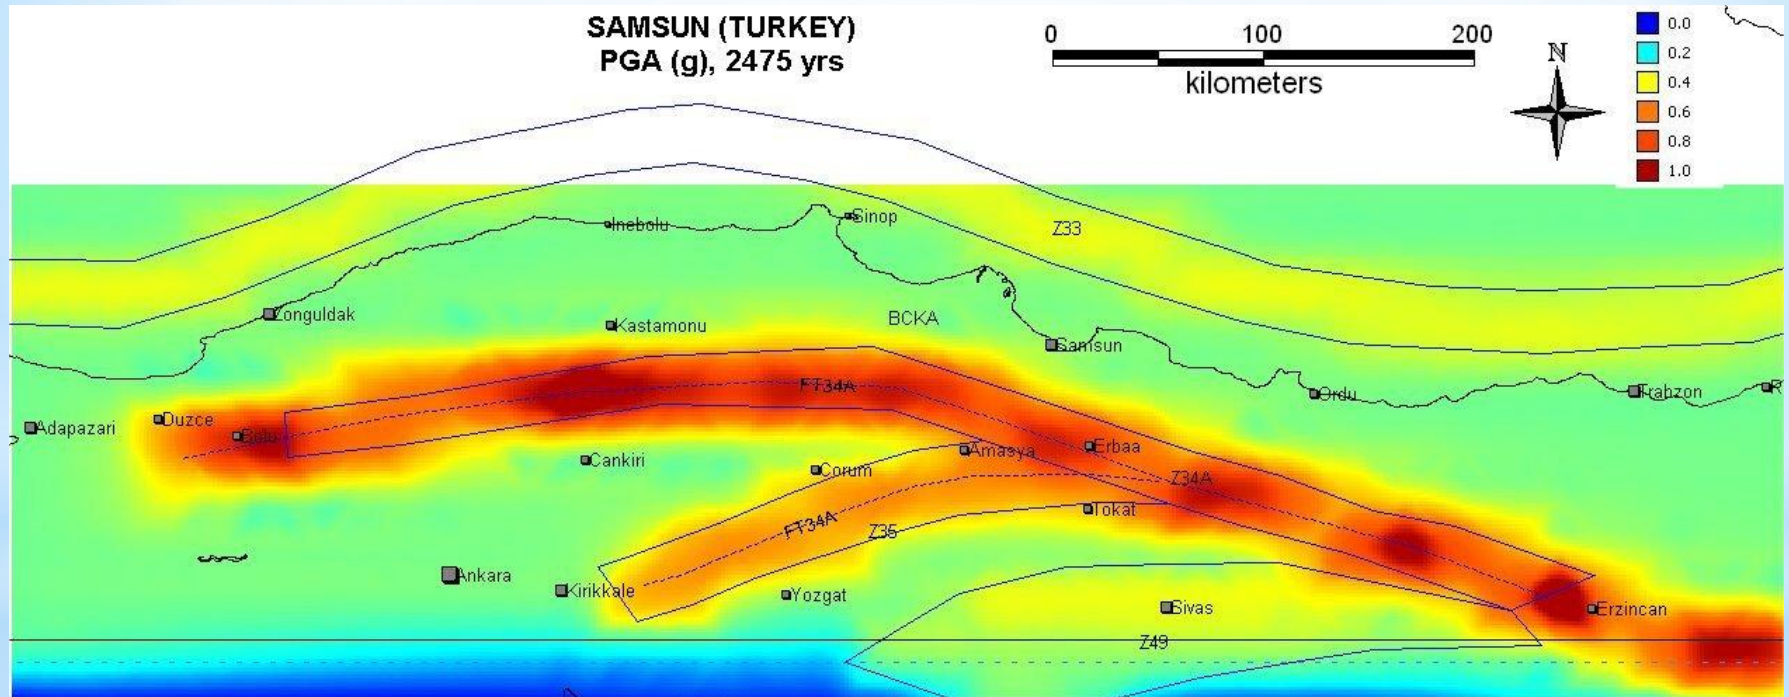 SAMSUN (TURKEY)
PGA (g), 2475 yrs
0 100 200
kilometers
N
0.0
0.2
0.4
0.6
0.8
1.0
Sinop
Inebolu
Z33
Zonguldak
Kastamonu
BCKA
Samsun
FT34A
Ordu
Trabzon
R
Duzce
Adapazari
Bolu
Erbaa
Amasya
Cankiri
Corum
Z34A
Tokat
FT34A
Z35
Ankara
Kirikkale
Yozgat
Sivas
Erzincan
Z49